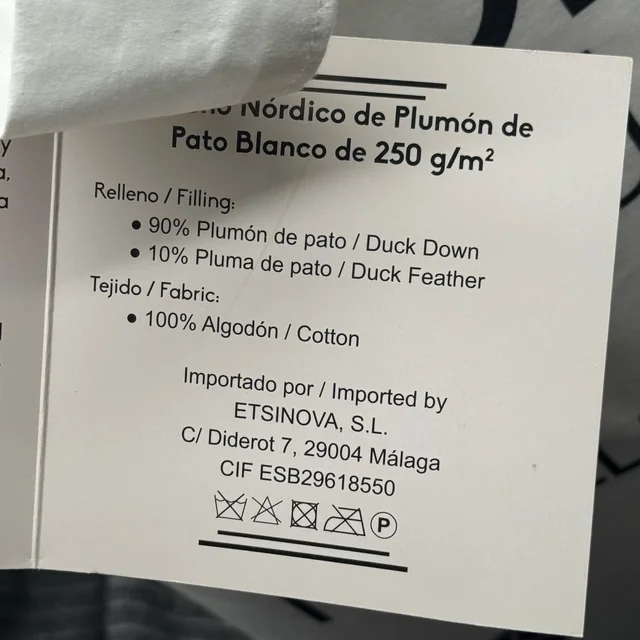 Nórdico de Plumón de
Pato Blanco de 250 g/m²
Relleno / Filling:
• 90% Plumón de pato / Duck Down
• 10% Pluma de pato / Duck Feather
Tejido / Fabric:
• 100% Algodón / Cotton
Importado por / Imported by
ETSINOVA, S.L.
C/ Diderot 7, 29004 Málaga
CIF ESB29618550
P